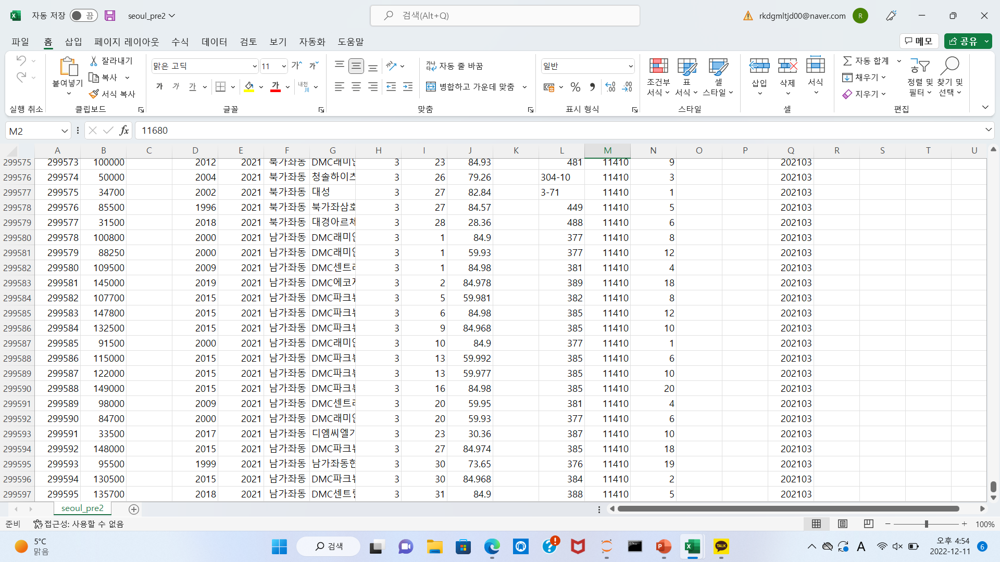 자동 저장 끔 seoul_pre2 검색(Alt+Q) rkdgmltjd00@naver.com R
파일 홈 삽입 페이지 레이아웃 수식 데이터 검토 보기 자동화 도움말 메모 공유
붙여넣기 잘라내기 복사 서식 복사
맑은 고딕 11 가 가 가 가 가 가 내천 川
가나 자동 줄 바꿈 병합하고 가운데 맞춤
일반 % 9 .00 .00
조건부 서식 표 서식 셀 스타일 삽입 삭제 서식
자동 합계 채우기 지우기 정렬 및 필터 찾기 및 선택
실행 취소 클립보드 글꼴 맞춤 표시 형식 스타일 셀 편집
M2 fx 11680
A B C D E F G H I J K L M N O P Q R S T U
299575 299573 100000 2012 2021 북가좌동 DMC래미안 3 23 84.93 481 11410 9 202103
299576 299574 50000 2004 2021 북가좌동 청솔하이츠 3 26 79.26 304-10 11410 3 202103
299577 299575 34700 2002 2021 북가좌동 대성 3 27 82.84 3-71 11410 1 202103
299578 299576 85500 1996 2021 북가좌동 북가좌삼호 3 27 84.57 449 11410 5 202103
299579 299577 31500 2018 2021 북가좌동 대경아르체 3 28 28.36 488 11410 6 202103
299580 299578 100800 2000 2021 남가좌동 DMC래미안 3 1 84.9 377 11410 8 202103
299581 299579 88250 2000 2021 남가좌동 DMC래미안 3 1 59.93 377 11410 12 202103
299582 299580 109500 2009 2021 남가좌동 DMC센트레 3 1 84.98 381 11410 4 202103
299583 299581 145000 2019 2021 남가좌동 DMC에코자 3 2 84.978 389 11410 18 202103
299584 299582 107700 2015 2021 남가좌동 DMC파크뷰 3 5 59.981 382 11410 8 202103
299585 299583 147800 2015 2021 남가좌동 DMC파크뷰 3 6 84.98 385 11410 12 202103
299586 299584 132500 2015 2021 남가좌동 DMC파크뷰 3 9 84.968 385 11410 10 202103
299587 299585 91500 2000 2021 남가좌동 DMC래미안 3 10 84.9 377 11410 1 202103
299588 299586 115000 2015 2021 남가좌동 DMC파크뷰 3 13 59.992 385 11410 6 202103
299589 299587 122000 2015 2021 남가좌동 DMC파크뷰 3 13 59.977 385 11410 10 202103
299590 299588 149000 2015 2021 남가좌동 DMC파크뷰 3 16 84.98 385 11410 20 202103
299591 299589 98000 2009 2021 남가좌동 DMC센트레 3 20 59.95 381 11410 4 202103
299592 299590 84700 2000 2021 남가좌동 DMC래미안 3 20 59.93 377 11410 6 202103
299593 299591 33500 2017 2021 남가좌동 디엠씨엘가 3 23 30.36 387 11410 10 202103
299594 299592 148000 2015 2021 남가좌동 DMC파크뷰 3 27 84.974 385 11410 18 202103
299595 299593 95500 1999 2021 남가좌동 남가좌동현 3 30 73.65 376 11410 19 202103
299596 299594 130500 2015 2021 남가좌동 DMC파크뷰 3 30 84.968 384 11410 2 202103
299597 299595 135700 2018 2021 남가좌동 DMC센트럴 3 31 84.9 388 11410 5 202103
seoul_pre2
준비 접근성: 사용할 수 없음 100%
5°C 맑음 검색 P TALK A 오후 4:54 2022-12-11 6